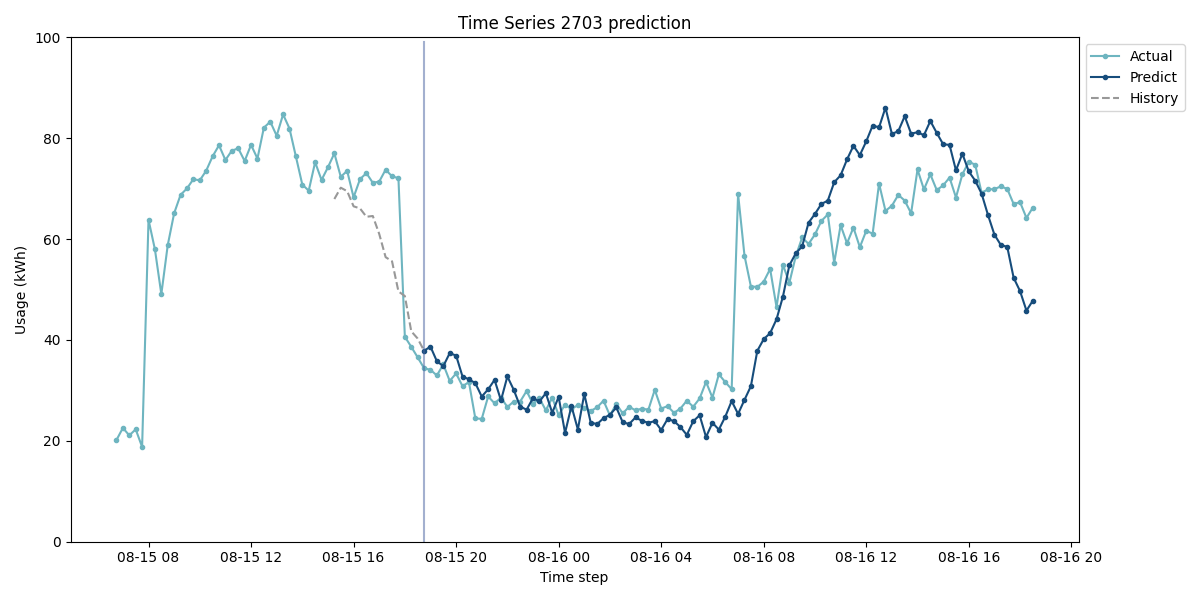 Time Series 2703 prediction
100
80
60
40
20
0
Usage (kWh)
08-15 08
08-15 12
08-15 16
08-15 20
08-16 00
08-16 04
08-16 08
08-16 12
08-16 16
08-16 20
Time step
Actual
Predict
History